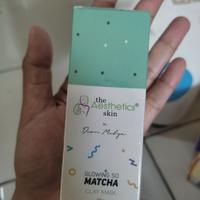 the
Aesthetics®
skin
x
GLOWING SO
MATCHA
CLAY MASK